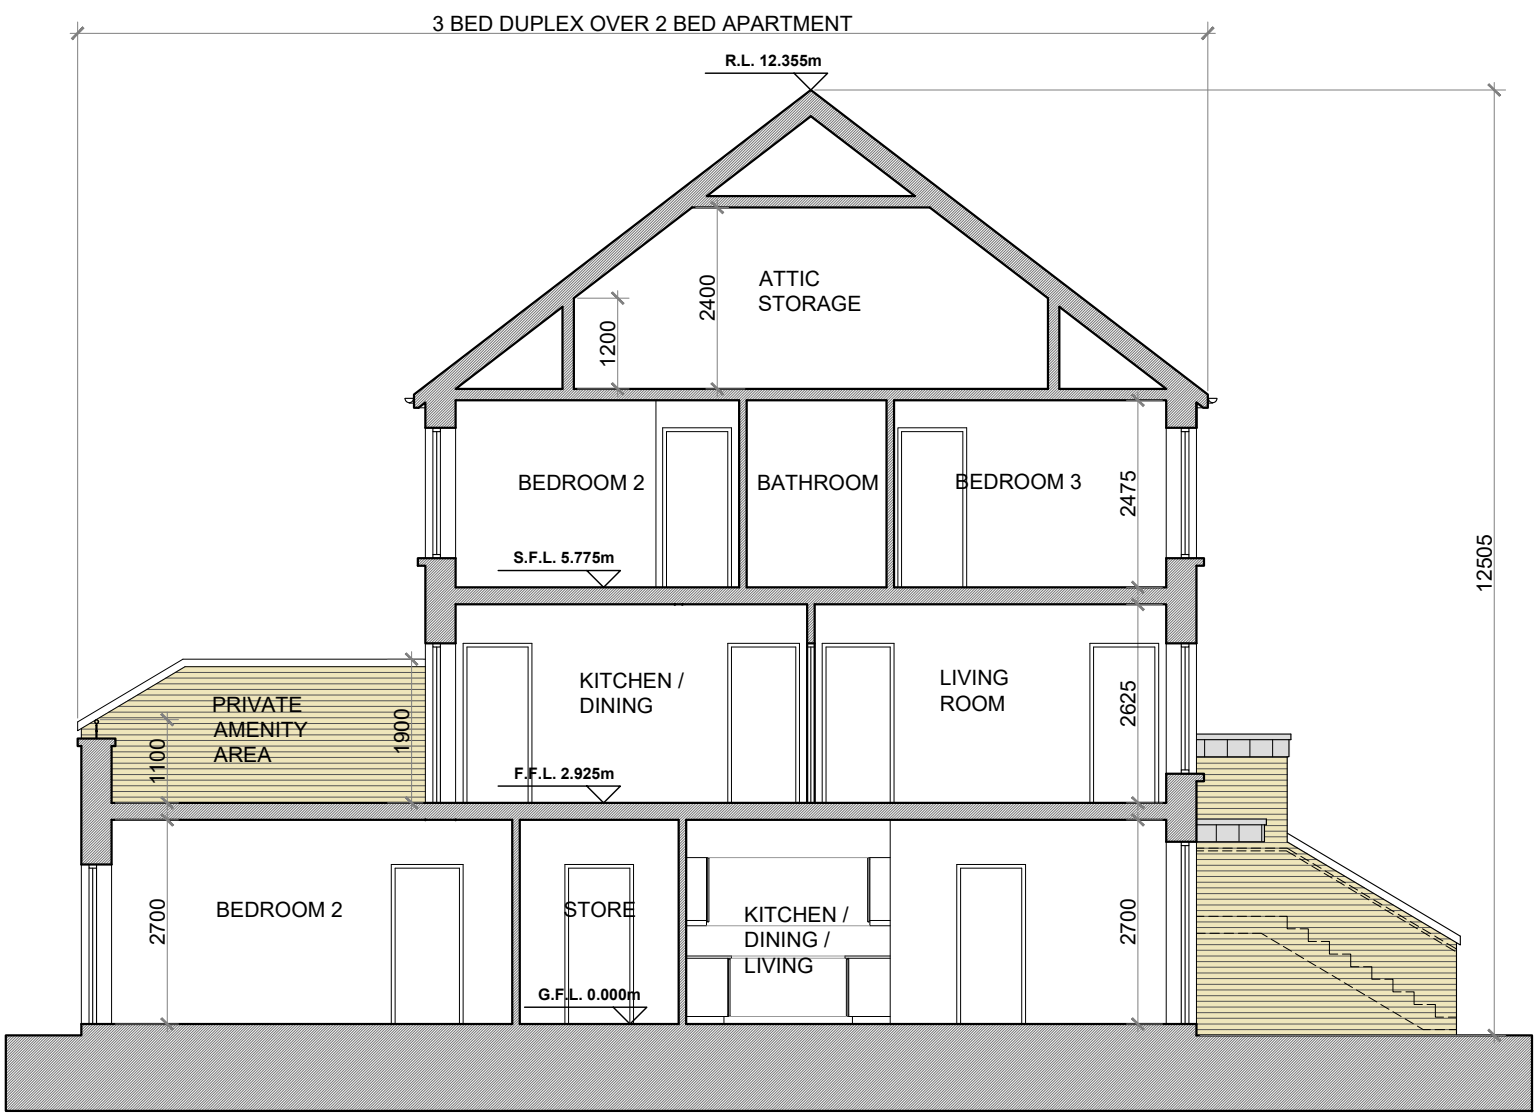 3 BED DUPLEX OVER 2 BED APARTMENT
R.L. 12.355m
ATTIC
STORAGE
2400
1200
BEDROOM 2
BATHROOM
BEDROOM 3
2475
S.F.L. 5.775m
12505
KITCHEN /
DINING
LIVING
ROOM
2625
PRIVATE
AMENITY
AREA
1900
1100
F.F.L. 2.925m
BEDROOM 2
STORE
KITCHEN /
DINING /
LIVING
2700
2700
G.F.L. 0.000m